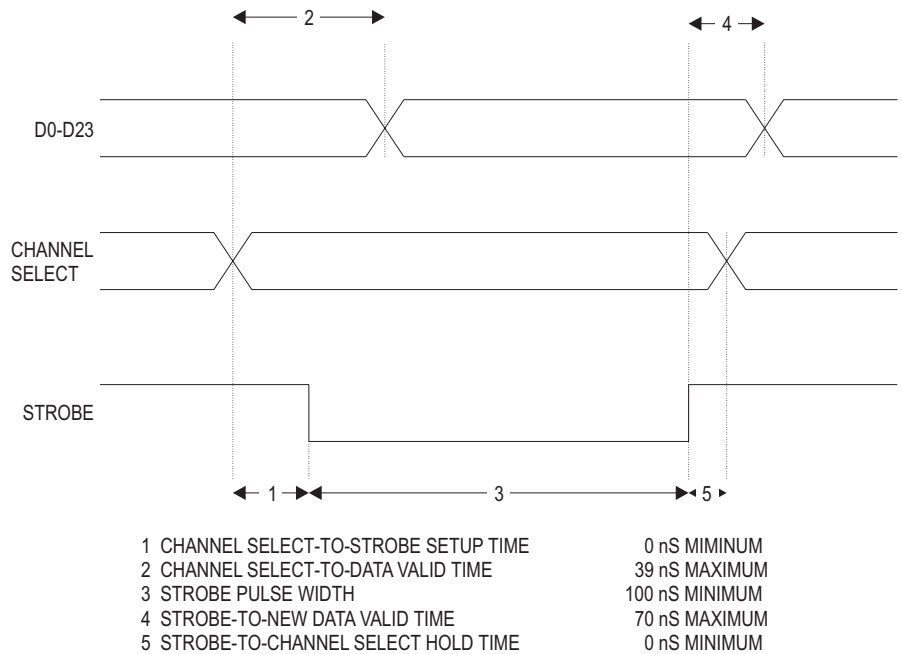 2
4
D0-D23
CHANNEL
SELECT
STROBE
1
3
5
1 CHANNEL SELECT-TO-STROBE SETUP TIME 0 nS MIMINUM
2 CHANNEL SELECT-TO-DATA VALID TIME 39 nS MAXIMUM
3 STROBE PULSE WIDTH 100 nS MINIMUM
4 STROBE-TO-NEW DATA VALID TIME 70 nS MAXIMUM
5 STROBE-TO-CHANNEL SELECT HOLD TIME 0 nS MINIMUM